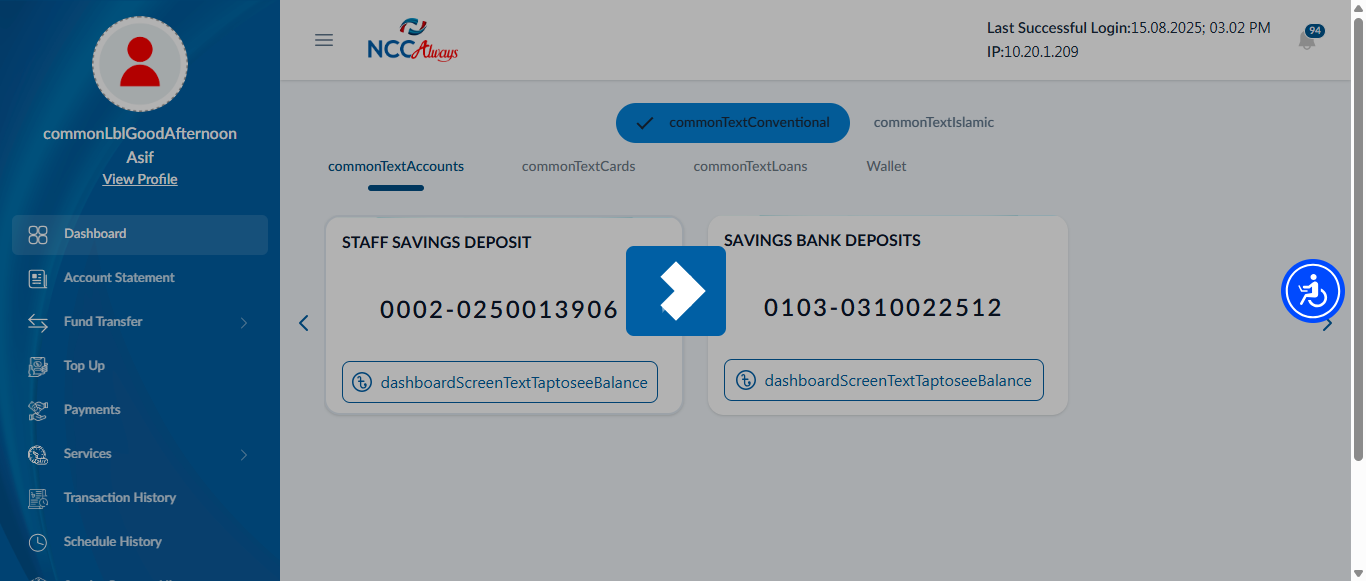 commonLblGoodAfternoon
Asif
View Profile
Dashboard
Account Statement
Fund Transfer
Top Up
Payments
Services
Transaction History
Schedule History
NCC Always
Last Successful Login:15.08.2025; 03.02 PM
IP:10.20.1.209
94
commonTextConventional
commonTextIslamic
commonTextAccounts
commonTextCards
commonTextLoans
Wallet
STAFF SAVINGS DEPOSIT
0002-0250013906
dashboardScreenTextTaptoseeBalance
SAVINGS BANK DEPOSITS
0103-0310022512
dashboardScreenTextTaptoseeBalance